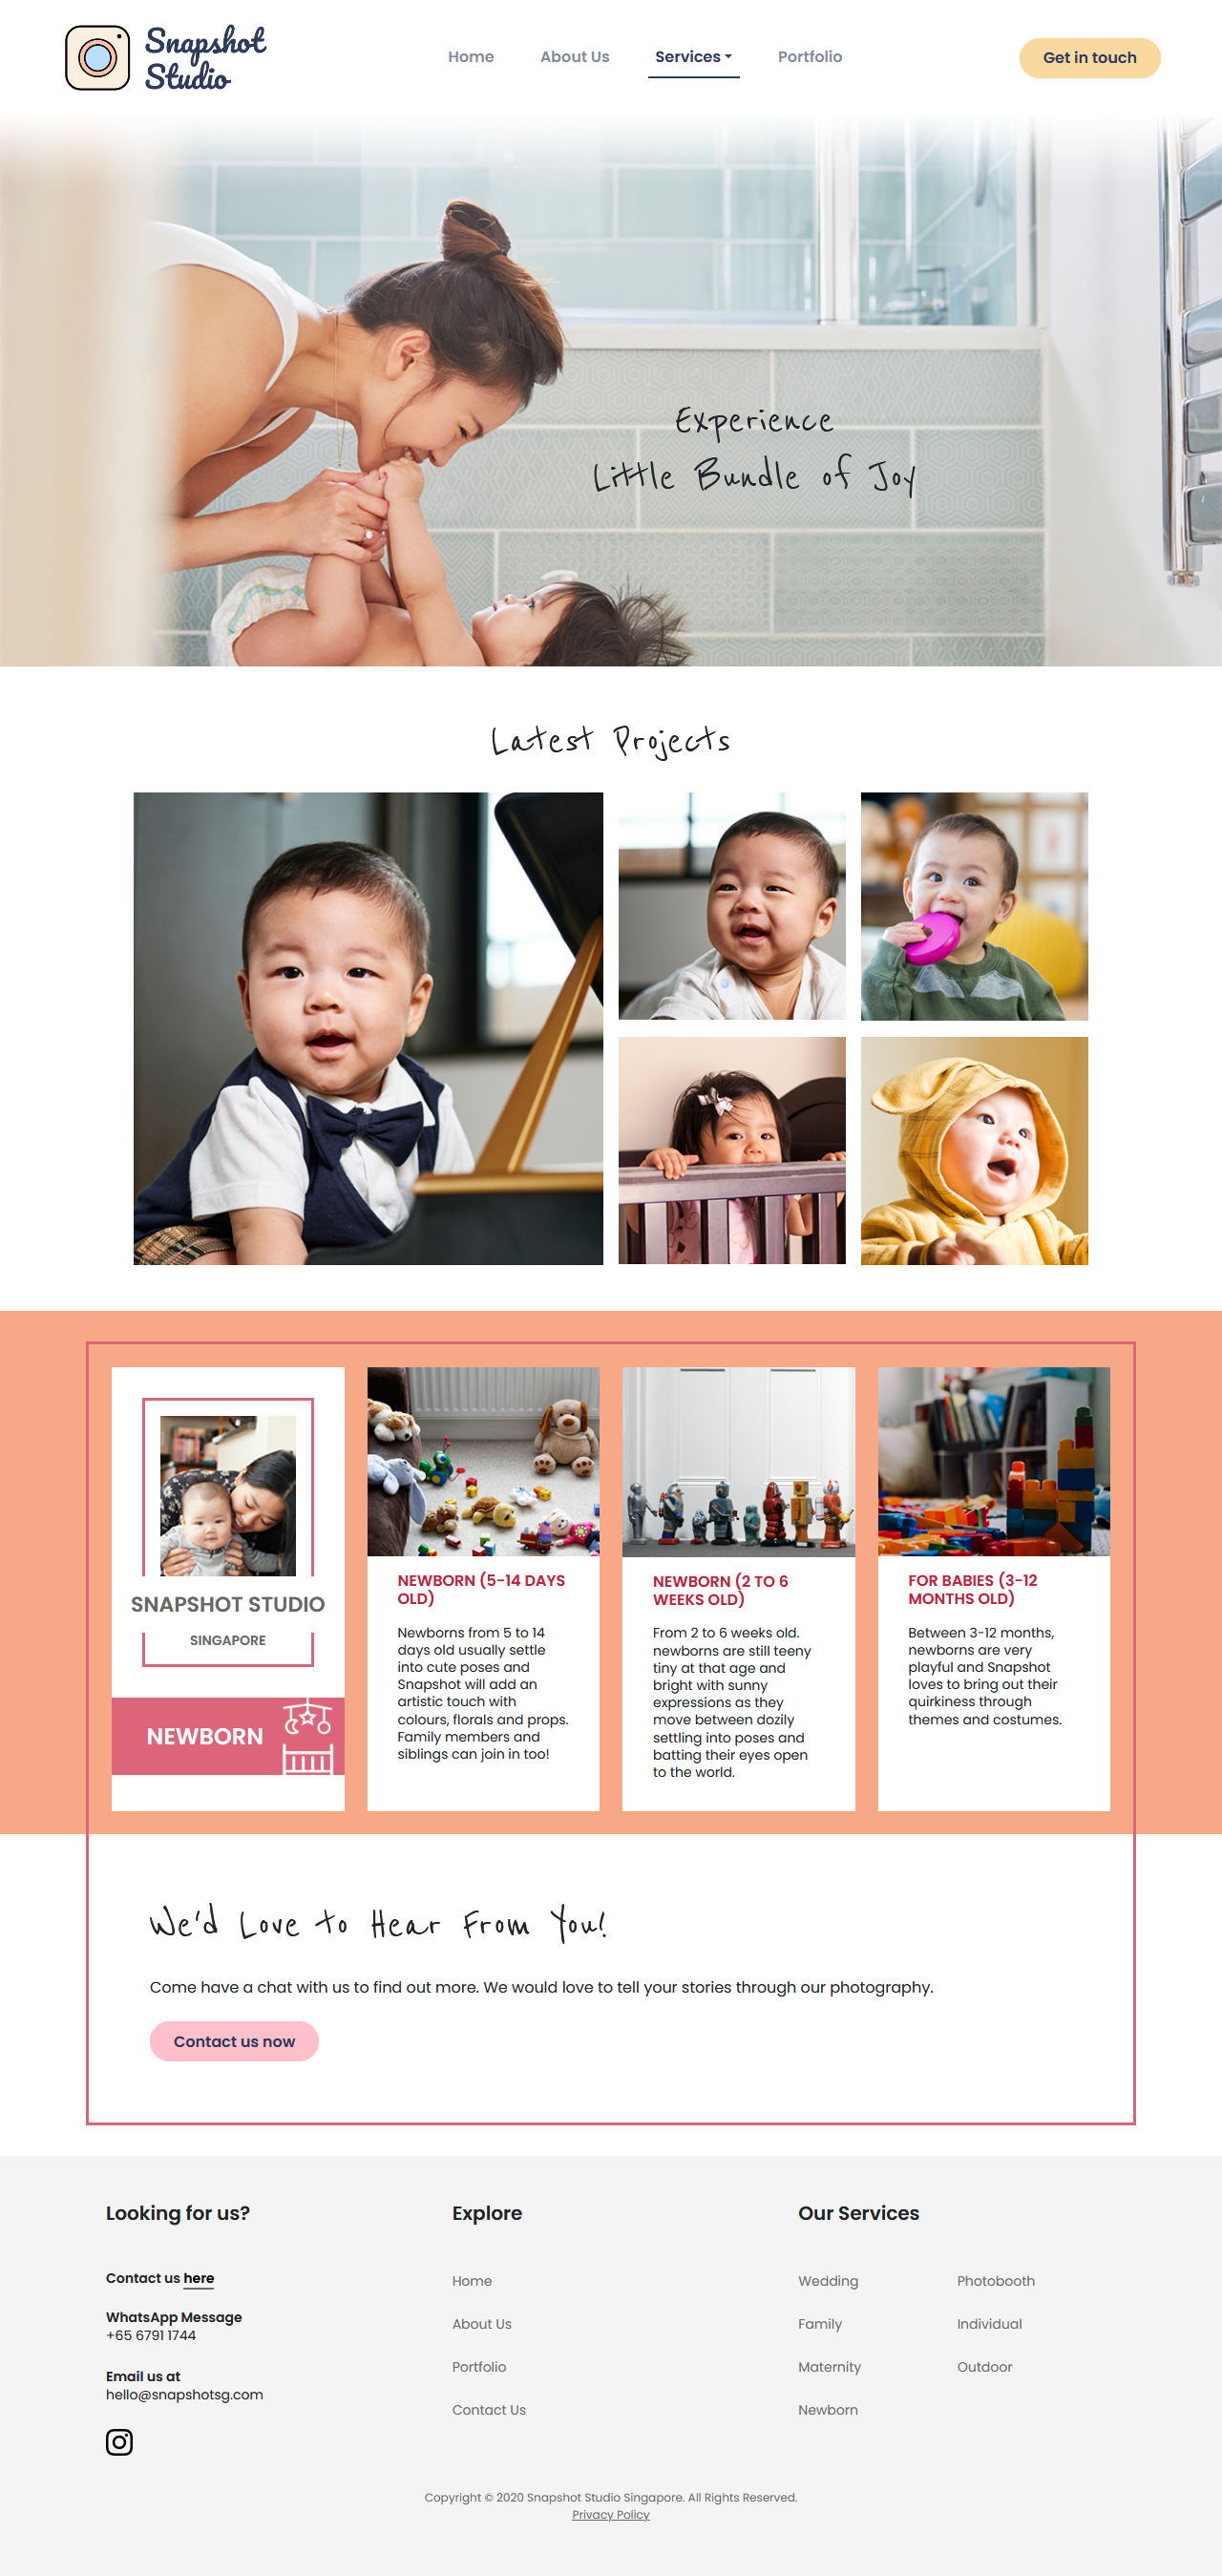 Snapshot
Studio
Home
About Us
Services
Portfolio
Get in touch
Experience
Little Bundle of Joy
Latest Projects
SNAPSHOT STUDIO
SINGAPORE
NEWBORN
NEWBORN (5-14 DAYS
OLD)
Newborns from 5 to 14
days old usually settle
into cute poses and
Snapshot will add an
artistic touch with
colours, florals and props.
Family members and
siblings can join in too!
NEWBORN (2 TO 6
WEEKS OLD)
From 2 to 6 weeks old.
newborns are still teeny
tiny at that age and
bright with sunny
expressions as they
move between dozily
settling into poses and
batting their eyes open
to the world.
FOR BABIES (3-12
MONTHS OLD)
Between 3-12 months,
newborns are very
playful and Snapshot
loves to bring out their
quirkiness through
themes and costumes.
We'd Love to Hear From You!
Come have a chat with us to find out more. We would love to tell your stories through our photography.
Contact us now
Looking for us?
Contact us here
WhatsApp Message
+65 6791 1744
Email us at
hello@snapshotsg.com
Explore
Home
About Us
Portfolio
Contact Us
Our Services
Wedding
Family
Maternity
Newborn
Photobooth
Individual
Outdoor
Copyright © 2020 Snapshot Studio Singapore. All Rights Reserved.
Privacy Policy